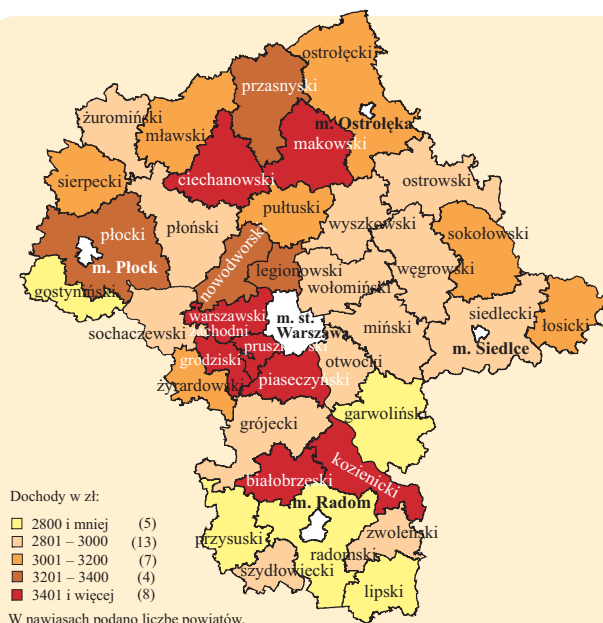 ostrołęcki
przasnyski
żuromiński
mławski
m. Ostrołęka
makowski
ciechanowski
sierpecki
ostrowski
pułtuski
płoński
wyszkowski
sokołowski
płocki
nowodworski
legionowski
węgrowski
m. Płock
wołomiński
gostyniński
siedlecki
łosicki
warszawski
zachodni
m. st.
Warszawa
miński
sochaczewski
pruszkowski
m. Siedlce
grodziski
otwocki
piaseczyński
żyrardowski
garwoliński
grójecki
kozienicki
białobrzeski
m. Radom
zwoleński
przysuski
radomski
szydłowiecki
lipski
Dochody w zł:
2800 i mniej (5)
2801 – 3000 (13)
3001 – 3200 (7)
3201 – 3400 (4)
3401 i więcej (8)
W nawiasach podano liczbę powiatów.